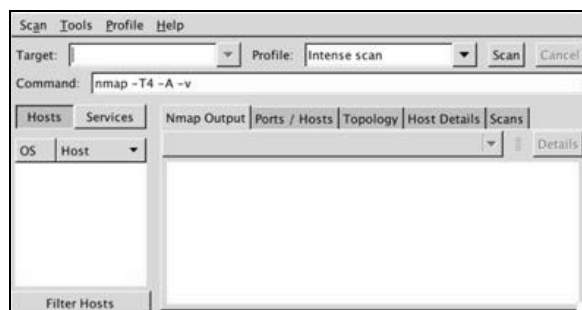 Scan Tools Profile Help
Target: Profile: Intense scan Scan Cancel
Command: nmap -T4 -A -v
Hosts Services Nmap Output Ports / Hosts Topology Host Details Scans
OS Host Details
Filter Hosts